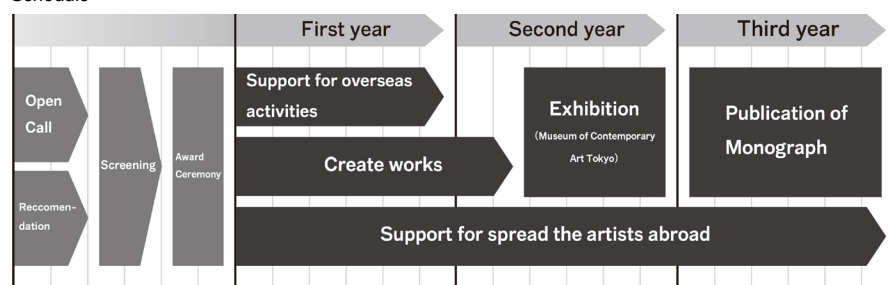 Schedule
First year
Second year
Third year
Open
Call
Reccomen-
dation
Screening
Award
Ceremony
Support for overseas
activities
Create works
Exhibition
(Museum of Contemporary
Art Tokyo)
Publication of
Monograph
Support for spread the artists abroad